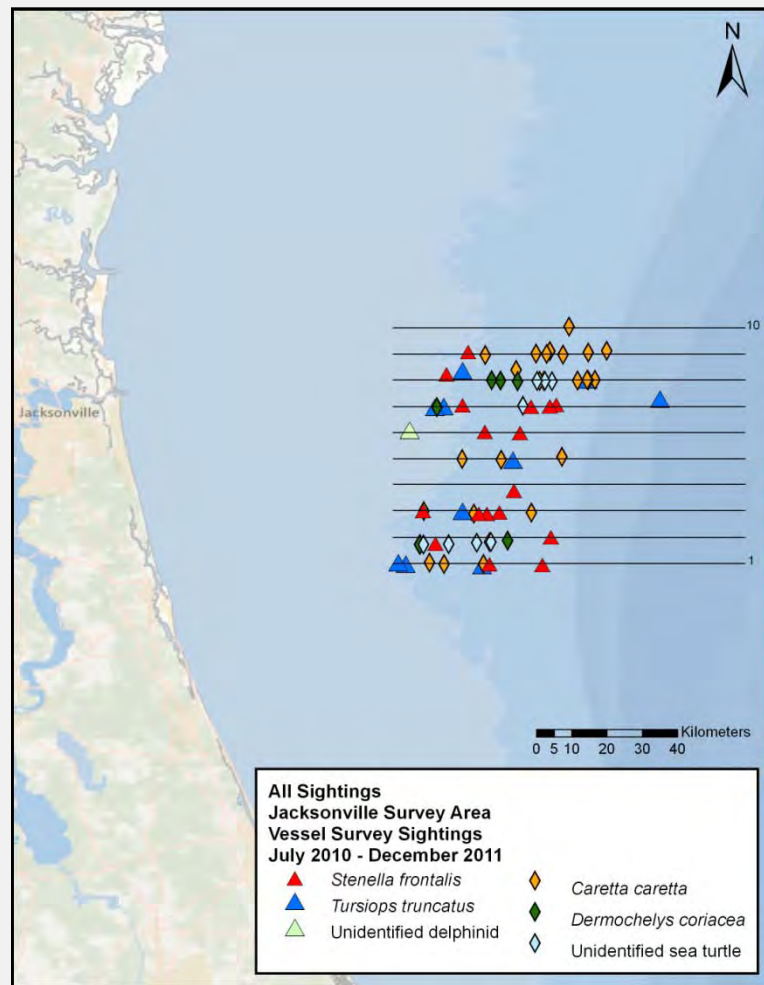 N
10
Jacksonville
1
Kilometers
0 5 10 20 30 40
All Sightings
Jacksonville Survey Area
Vessel Survey Sightings
July 2010 - December 2011
Stenella frontalis
Tursiops truncatus
Unidentified delphinid
Caretta caretta
Dermochelys coriacea
Unidentified sea turtle